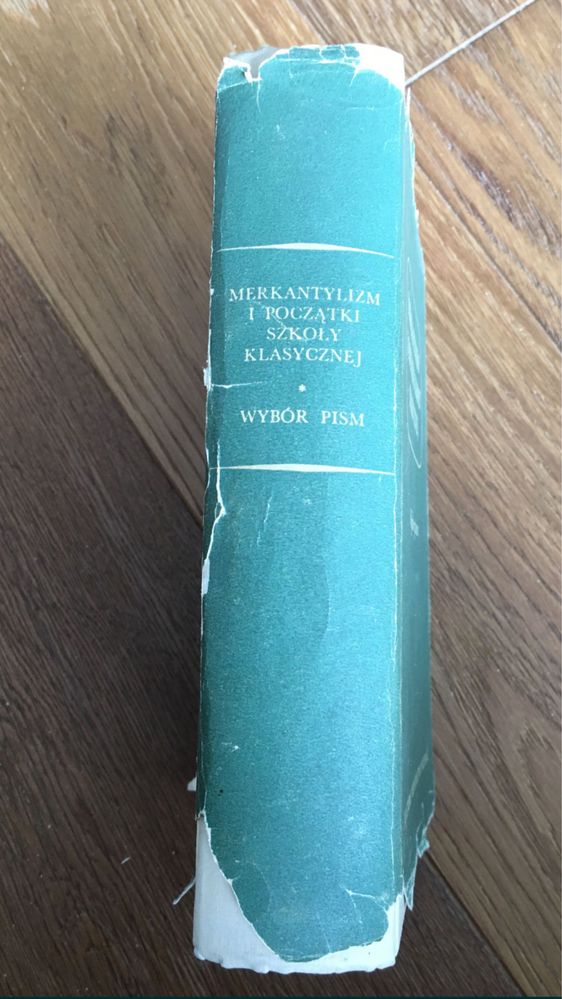 MERKANTYLIZM
I POCZĄTKI
SZKOŁY
KLASYCZNEJ
*
WYBÓR PISM